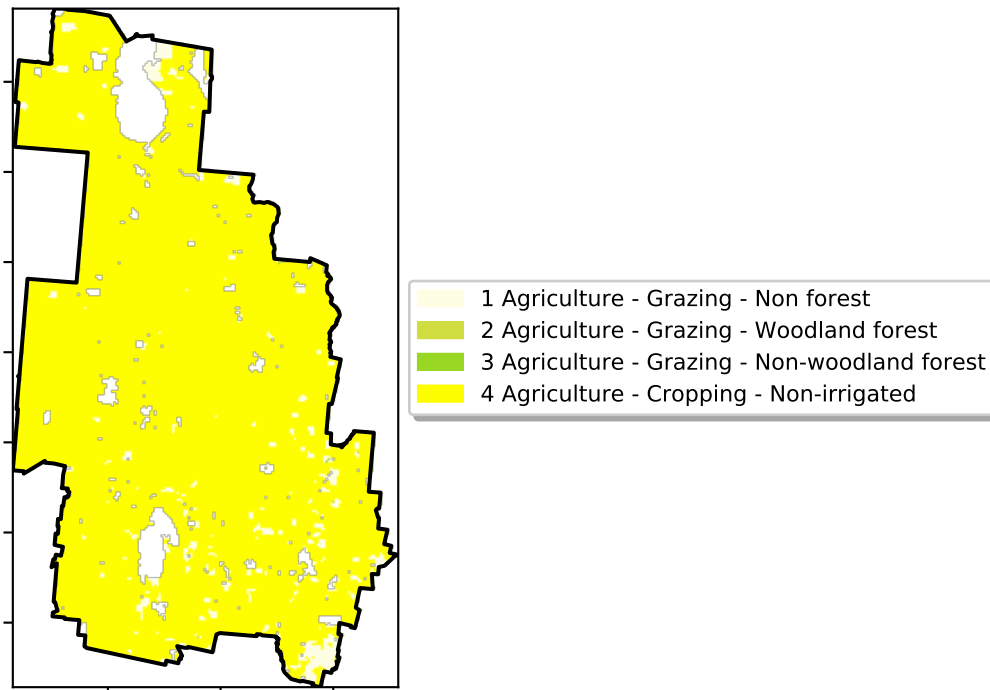 1 Agriculture - Grazing - Non forest
2 Agriculture - Grazing - Woodland forest
3 Agriculture - Grazing - Non-woodland forest
4 Agriculture - Cropping - Non-irrigated